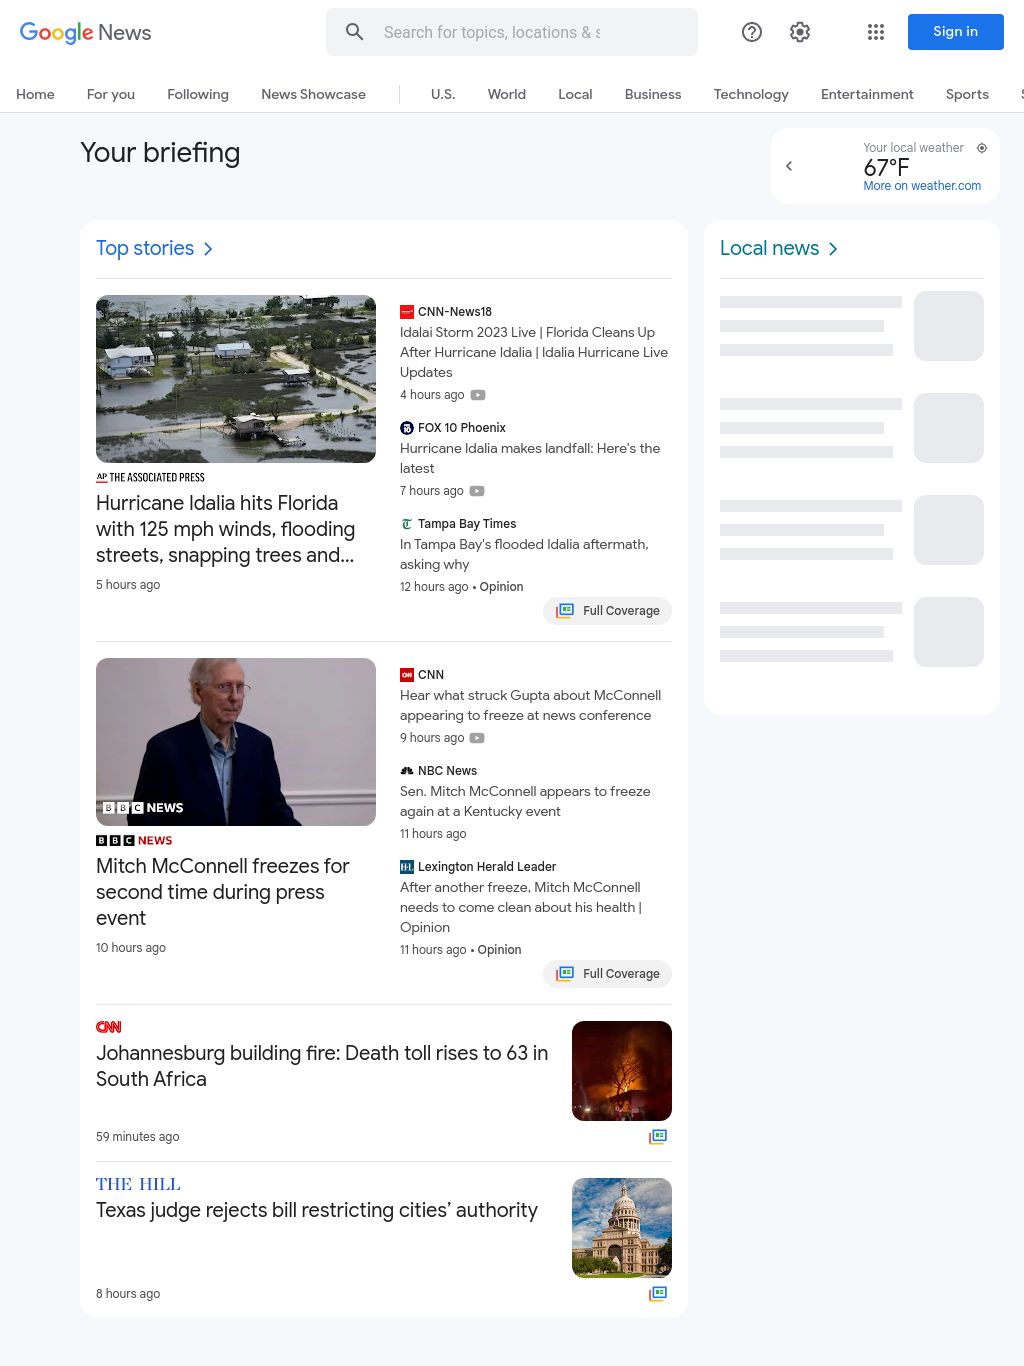 Google News
Search for topics, locations &
Sign in
Home For you Following News Showcase U.S. World Local Business Technology Entertainment Sports
Your briefing
Your local weather
67°F
More on weather.com
Top stories
THE ASSOCIATED PRESS
Hurricane Idalia hits Florida
with 125 mph winds, flooding
streets, snapping trees and...
5 hours ago
CNN-News18
Idalai Storm 2023 Live | Florida Cleans Up
After Hurricane Idalia | Idalia Hurricane Live
Updates
4 hours ago
FOX 10 Phoenix
Hurricane Idalia makes landfall: Here's the
latest
7 hours ago
Tampa Bay Times
In Tampa Bay's flooded Idalia aftermath,
asking why
12 hours ago • Opinion
Full Coverage
BBC NEWS
BBC NEWS
Mitch McConnell freezes for
second time during press
event
10 hours ago
CNN
Hear what struck Gupta about McConnell
appearing to freeze at news conference
9 hours ago
NBC News
Sen. Mitch McConnell appears to freeze
again at a Kentucky event
11 hours ago
Lexington Herald Leader
After another freeze, Mitch McConnell
needs to come clean about his health |
Opinion
11 hours ago • Opinion
Full Coverage
CNN
Johannesburg building fire: Death toll rises to 63 in
South Africa
59 minutes ago
THE HILL
Texas judge rejects bill restricting cities’ authority
8 hours ago
Local news